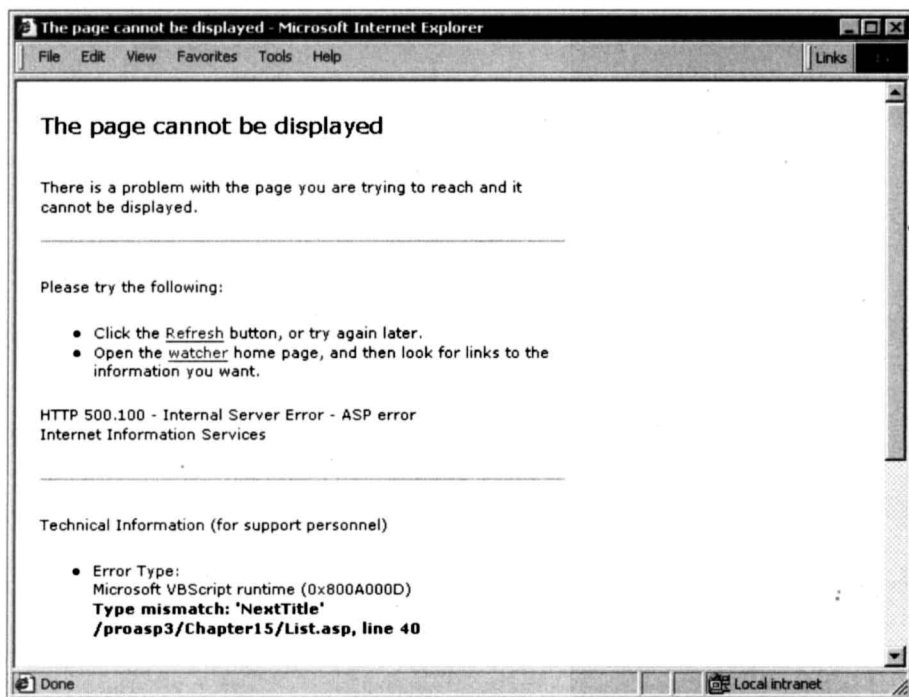 The page cannot be displayed - Microsoft Internet Explorer
File Edit View Favorites Tools Help
Links
The page cannot be displayed
There is a problem with the page you are trying to reach and it
cannot be displayed.
Please try the following:
● Click the Refresh button, or try again later.
● Open the watcher home page, and then look for links to the
information you want.
HTTP 500.100 - Internal Server Error - ASP error
Internet Information Services
Technical Information (for support personnel)
● Error Type:
Microsoft VBScript runtime (0x800A000D)
Type mismatch: 'NextTitle'
/proasp3/Chapter15/List.asp, line 40
Done
Local intranet